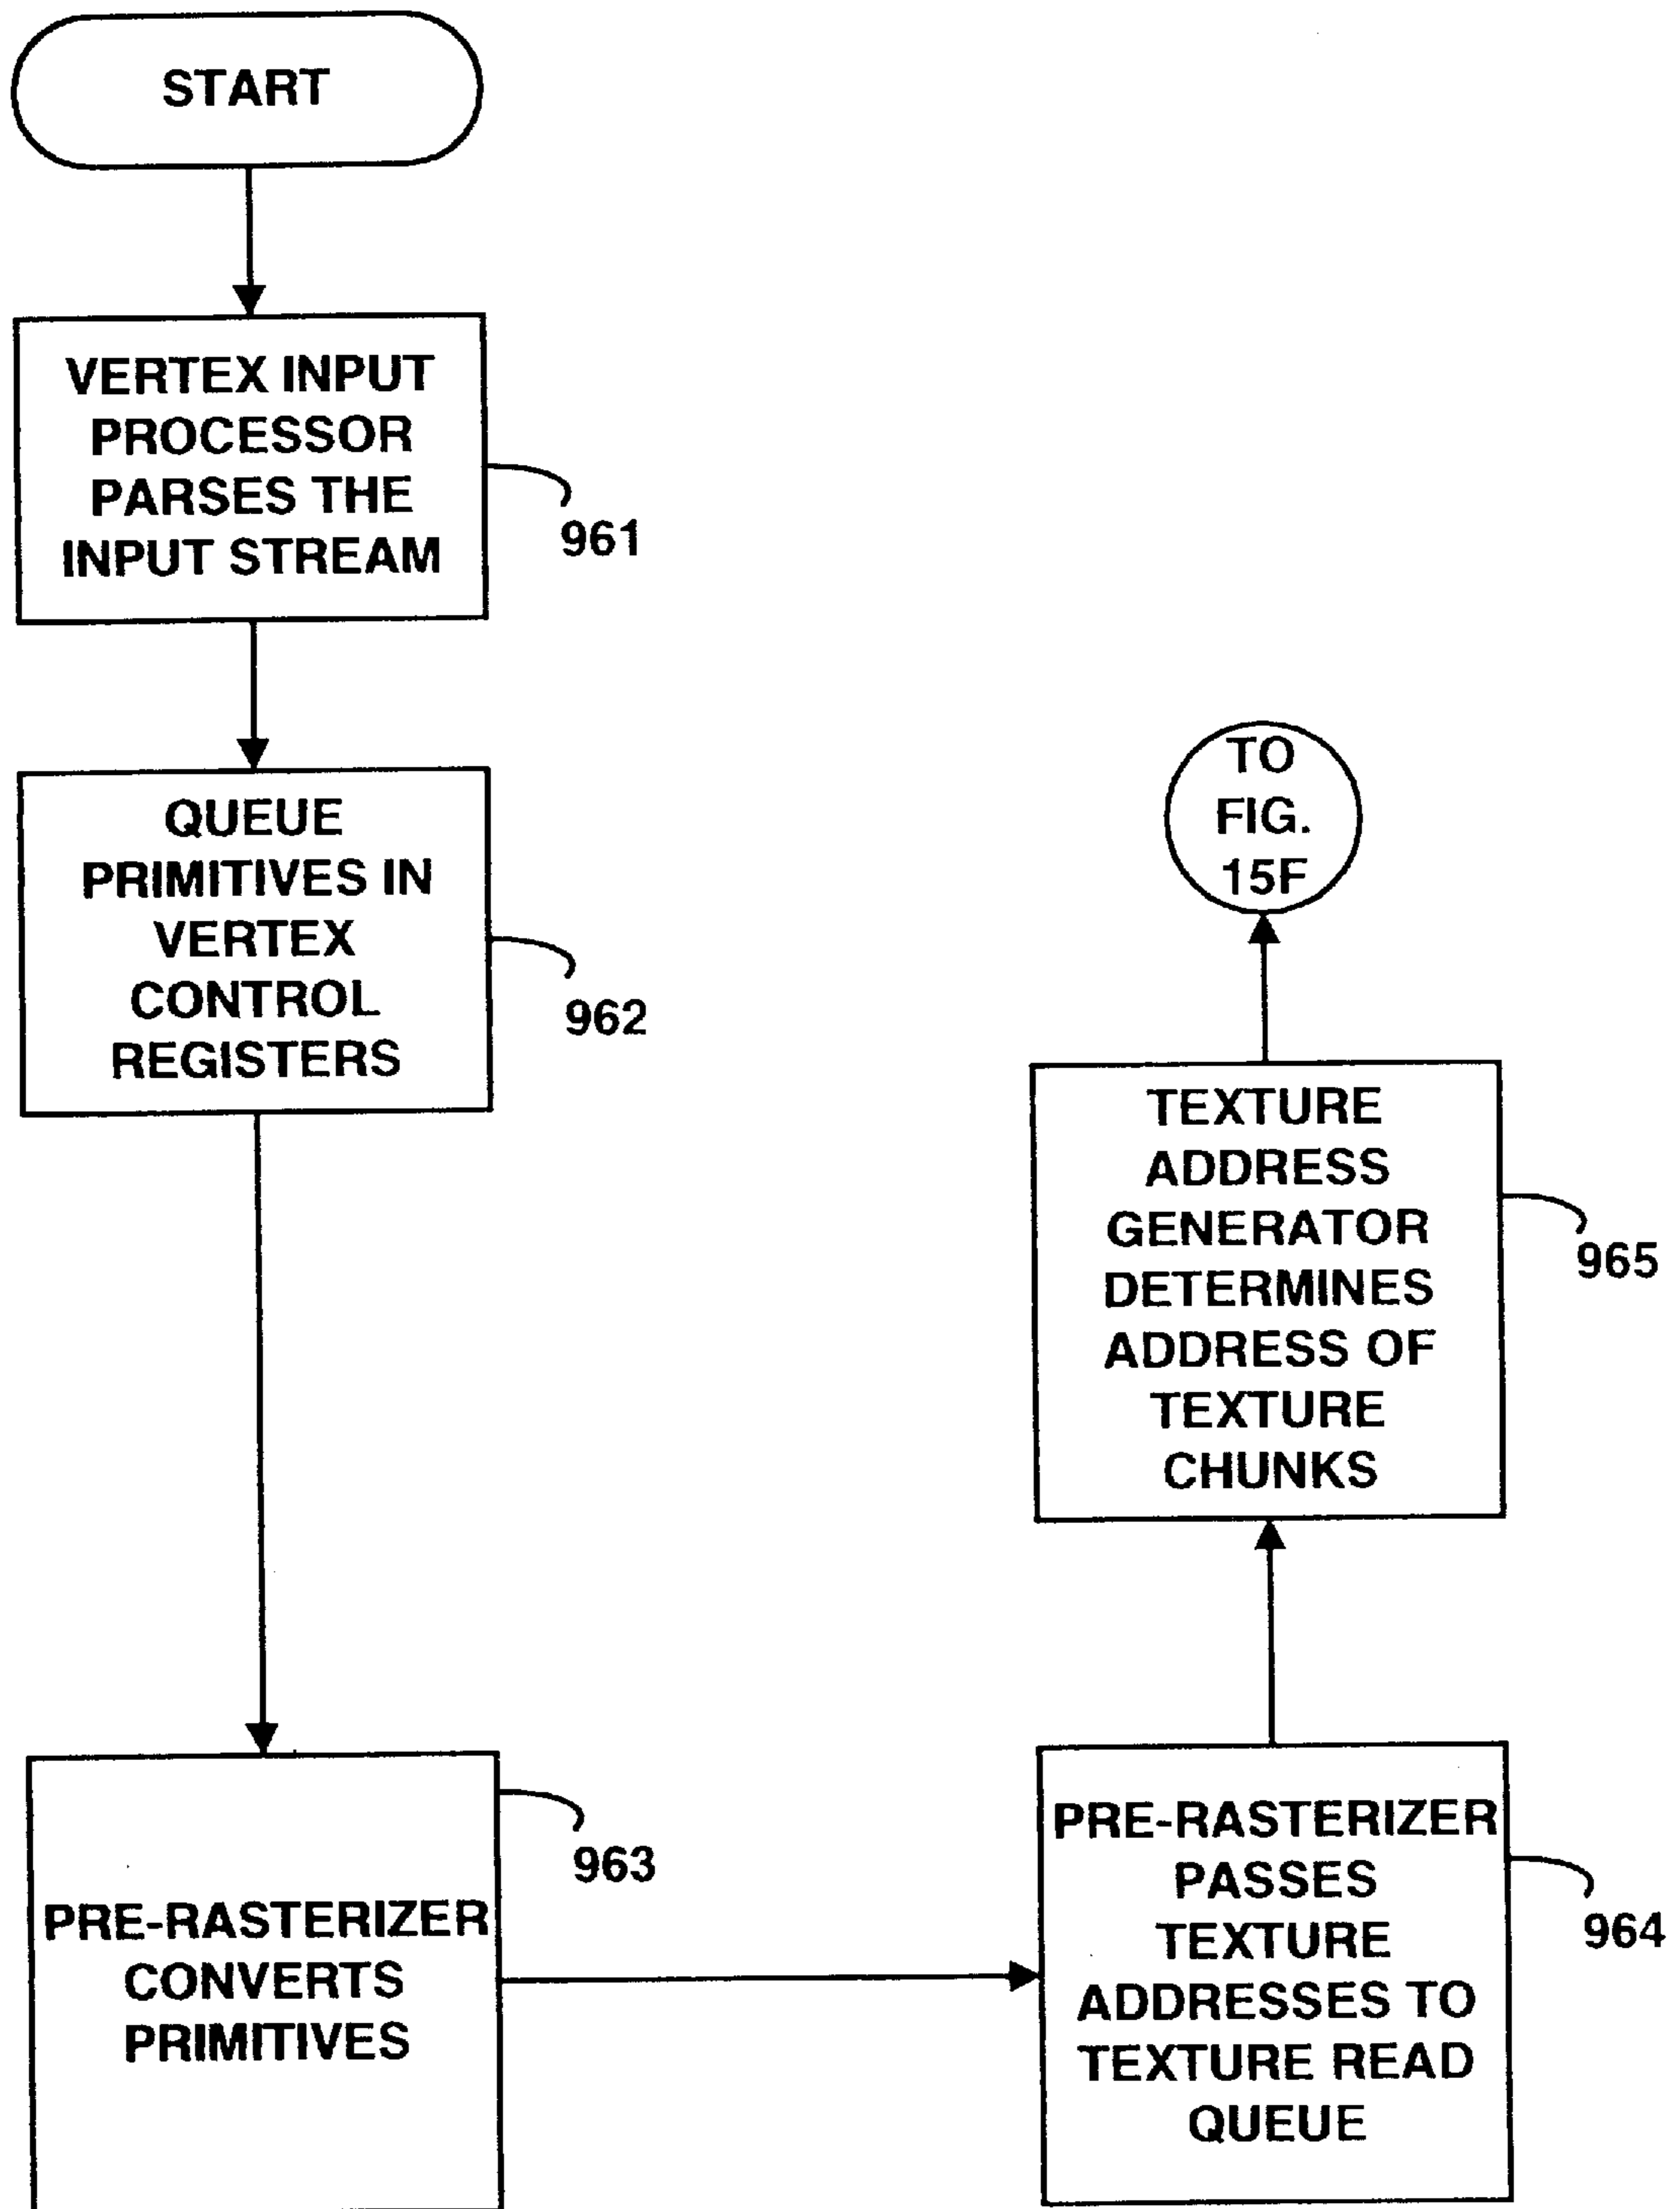 START
VERTEX INPUT
PROCESSOR
PARSES THE
INPUT STREAM
961
QUEUE
PRIMITIVES IN
VERTEX
CONTROL
REGISTERS
962
PRE-RASTERIZER
CONVERTS
PRIMITIVES
963
PRE-RASTERIZER
PASSES
TEXTURE
ADDRESSES TO
TEXTURE READ
QUEUE
964
TEXTURE
ADDRESS
GENERATOR
DETERMINES
ADDRESS OF
TEXTURE
CHUNKS
965
TO
FIG.
15F